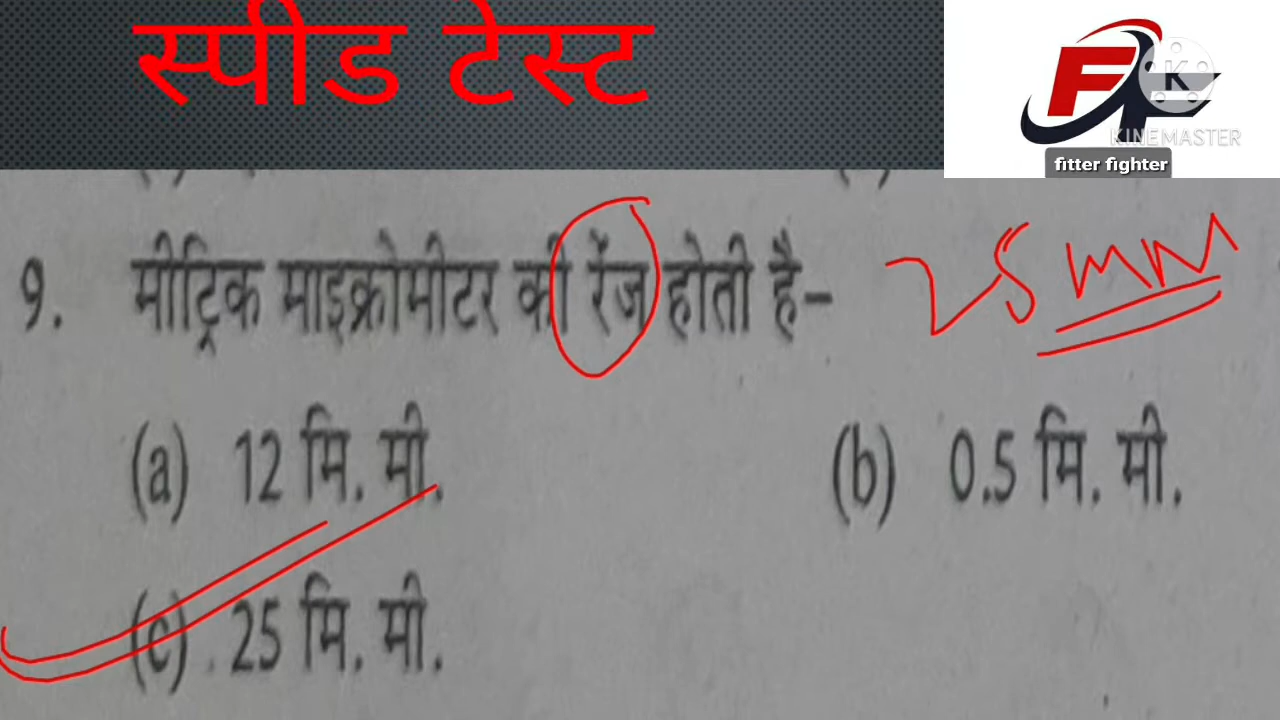 स्पीड टेस्ट
KINEMASTER
fitter fighter
9. मीट्रिक माइक्रोमीटर की रेंज होती है– 25 mm
(a) 12 मि. मी. (b) 0.5 मि. मी.
(c) 25 मि. मी.